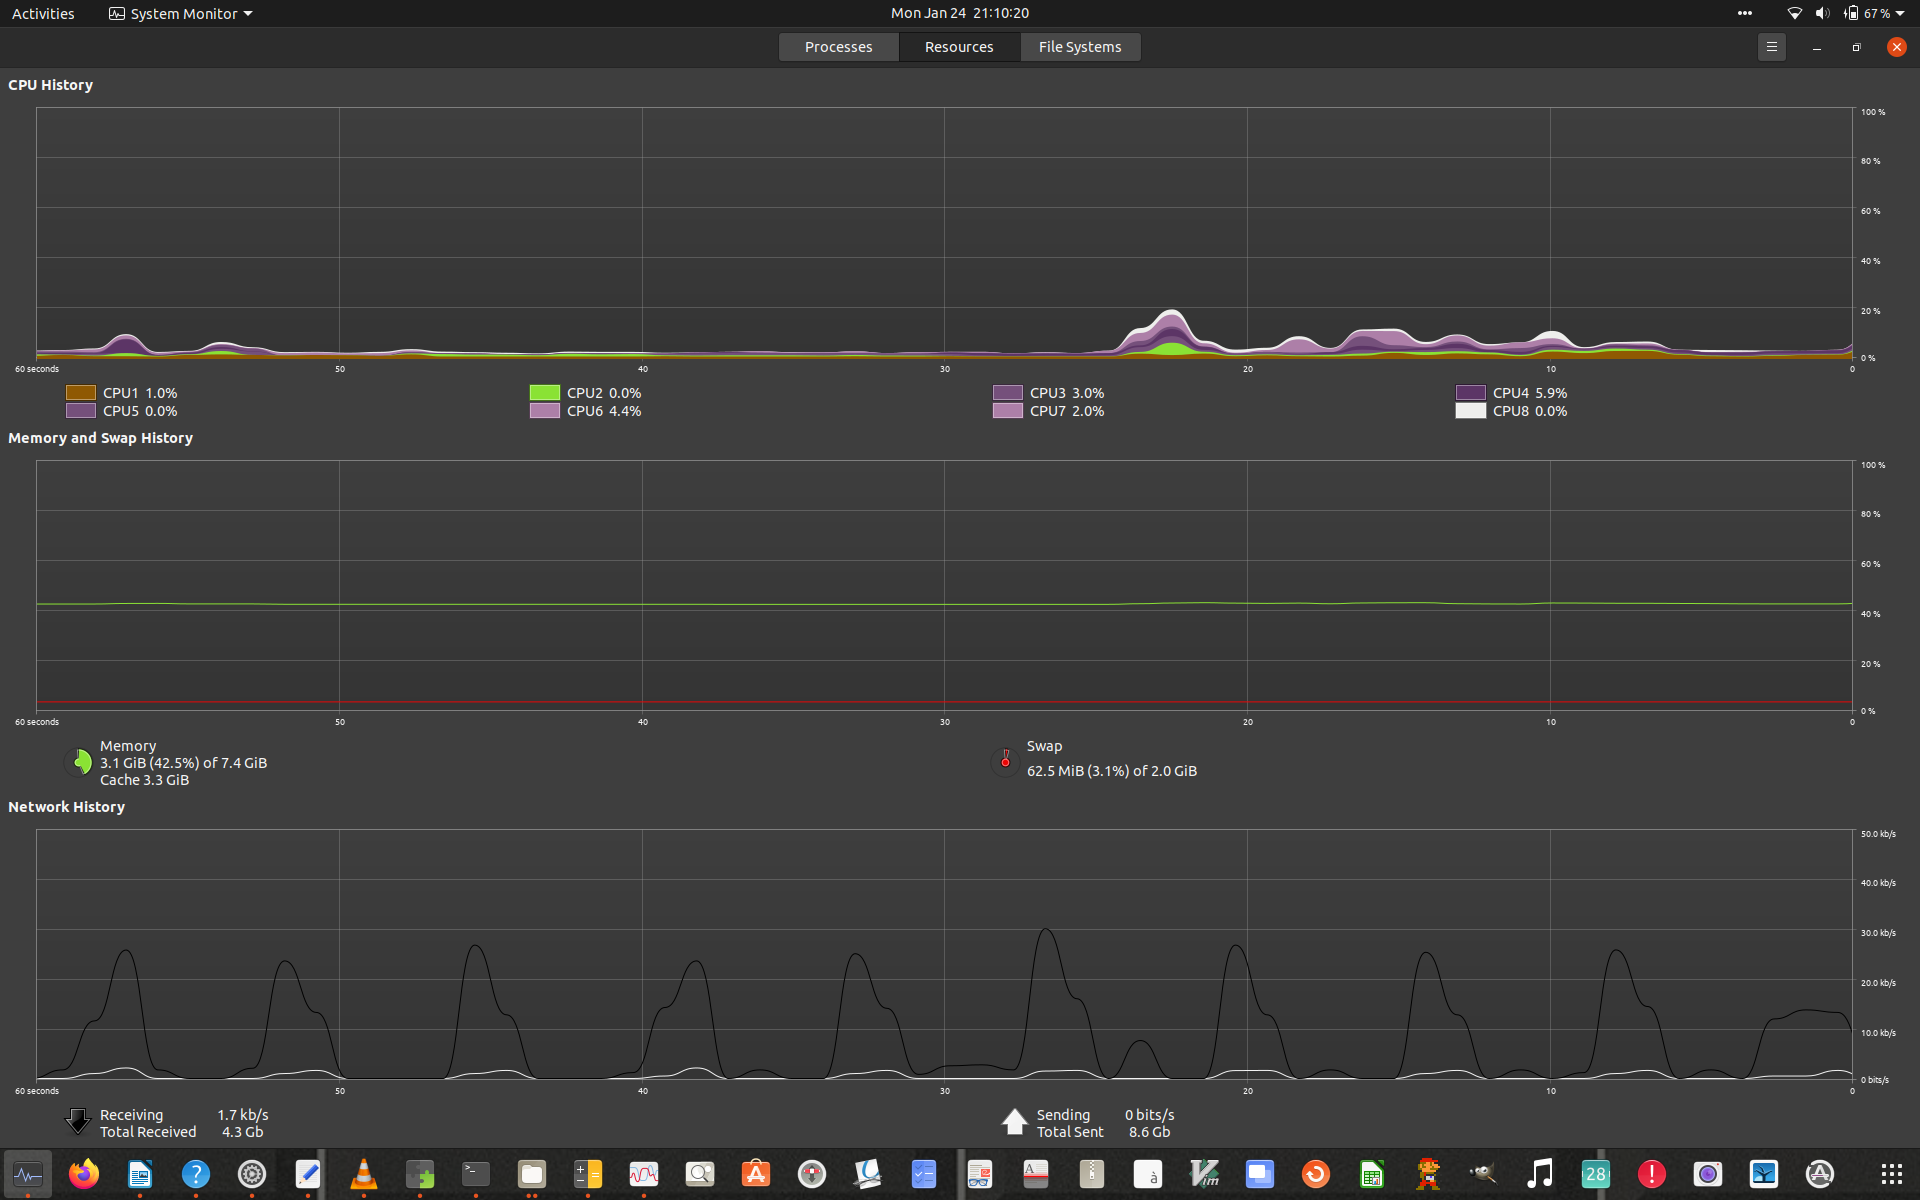 Activities System Monitor Mon Jan 24 21:10:20 67 %
Processes Resources File Systems
CPU History
100 %
80 %
60 %
40 %
20 %
0 %
60 seconds 50 40 30 20 10 0
CPU1 1.0% CPU2 0.0% CPU3 3.0% CPU4 5.9%
CPU5 0.0% CPU6 4.4% CPU7 2.0% CPU8 0.0%
Memory and Swap History
100 %
80 %
60 %
40 %
20 %
0 %
60 seconds 50 40 30 20 10 0
Memory
3.1 GiB (42.5%) of 7.4 GiB
Cache 3.3 GiB
Swap
62.5 MiB (3.1%) of 2.0 GiB
Network History
50.0 kb/s
40.0 kb/s
30.0 kb/s
20.0 kb/s
10.0 kb/s
0 bits/s
60 seconds 50 40 30 20 10 0
Receiving 1.7 kb/s
Total Received 4.3 Gb
Sending 0 bits/s
Total Sent 8.6 Gb
? >_ A à Vim 28 !